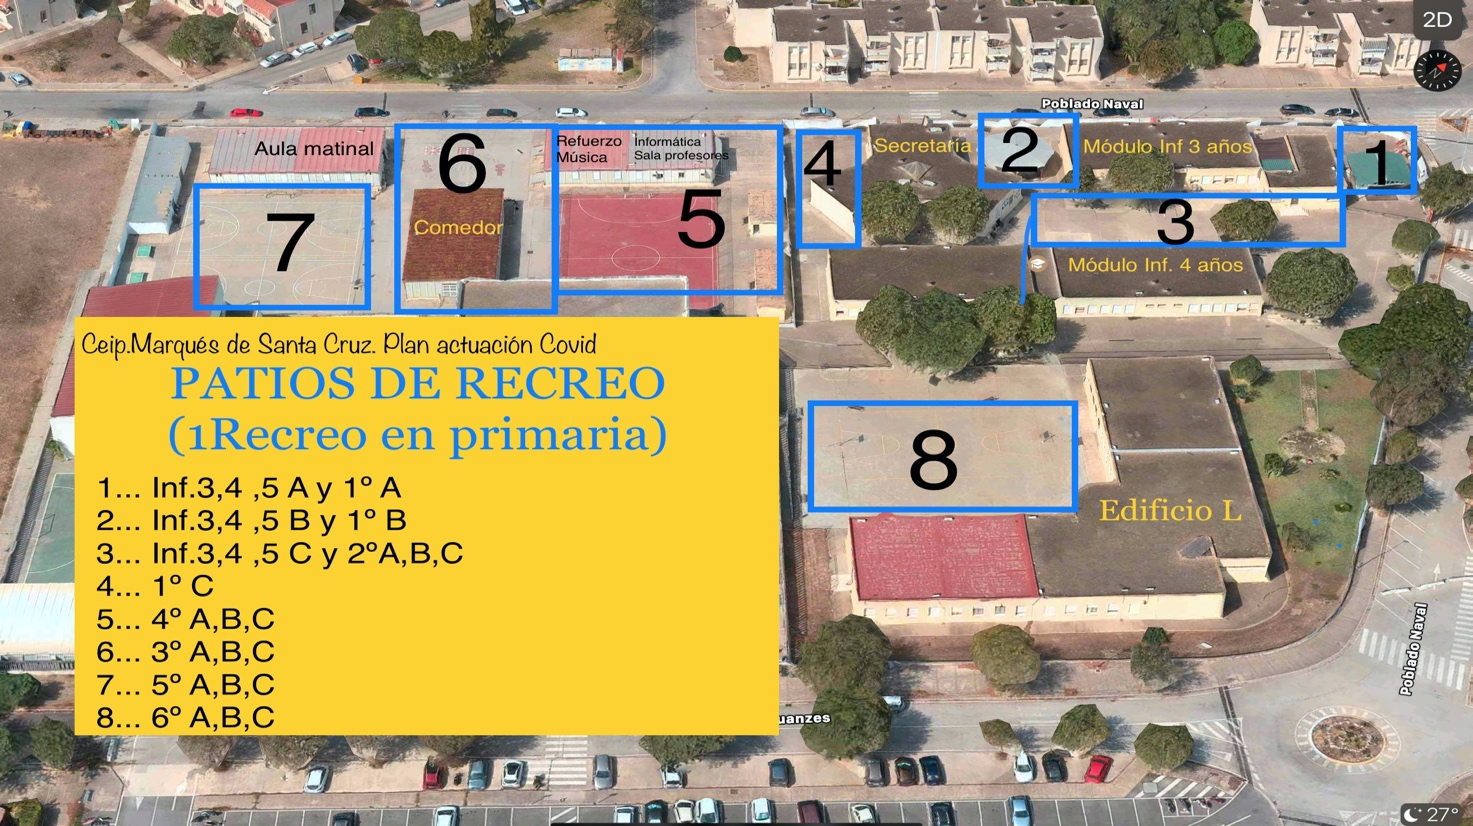 2D
Poblado Naval
Aula matinal
6
Refuerzo
Música
Informática
Sala profesores
4
Secretaría
2
Módulo Inf 3 años
1
7
Comedor
5
3
Módulo Inf. 4 años
Ceip.Marqués de Santa Cruz. Plan actuación Covid
PATIOS DE RECREO
(1Recreo en primaria)
1... Inf.3,4 ,5 A y 1º A
2... Inf.3,4 ,5 B y 1º B
3... Inf.3,4 ,5 C y 2ºA,B,C
4... 1º C
5... 4º A,B,C
6... 3º A,B,C
7... 5º A,B,C
8... 6º A,B,C
8
Edificio L
Poblado Naval
uanzes
27°